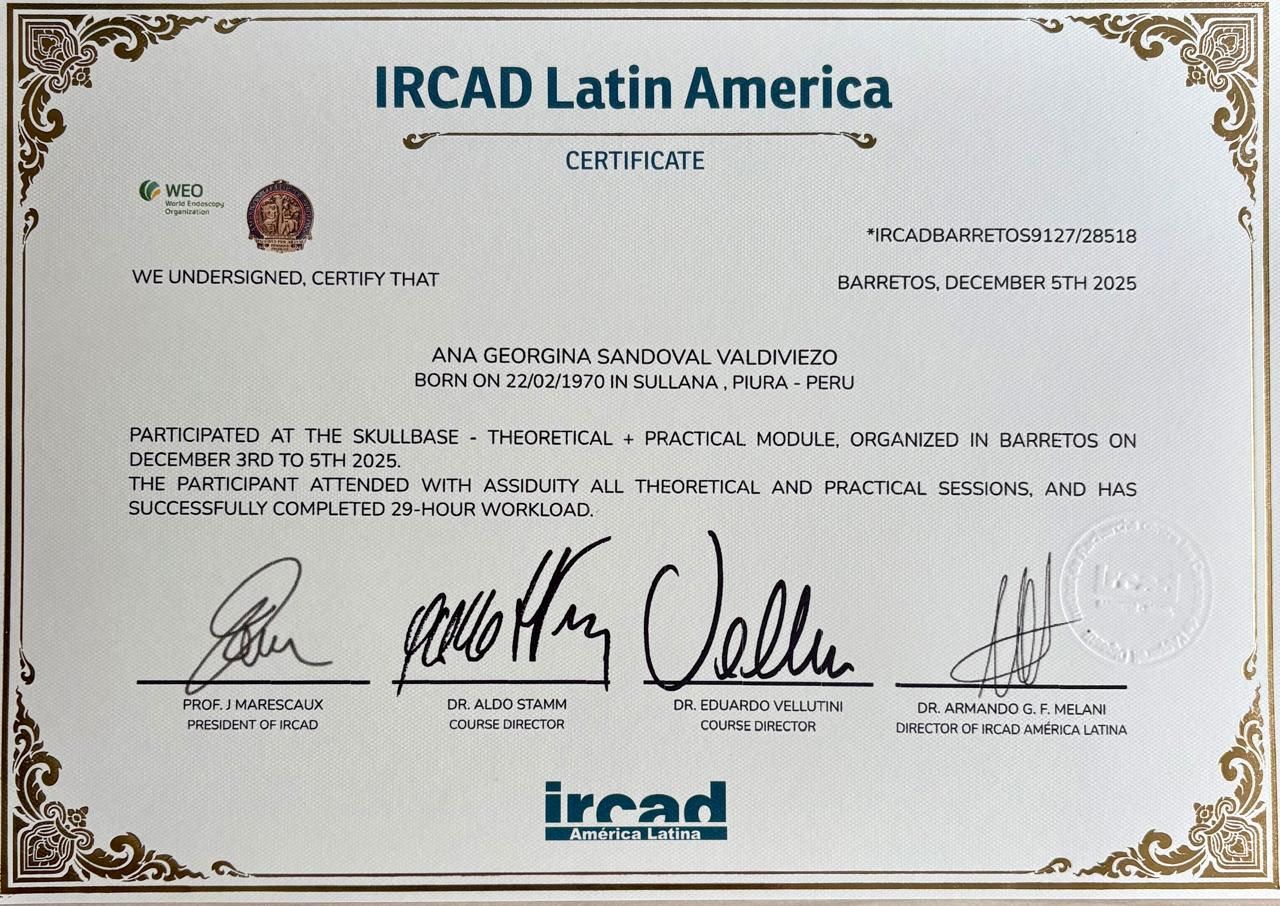 IRCAD Latin America
CERTIFICATE
WEO
World Endoscopy
Organization
*IRCADBARRETOS9127/28518
WE UNDERSIGNED, CERTIFY THAT
BARRETOS, DECEMBER 5TH 2025
ANA GEORGINA SANDOVAL VALDIVIEZO
BORN ON 22/02/1970 IN SULLANA , PIURA - PERU
PARTICIPATED AT THE SKULLBASE - THEORETICAL + PRACTICAL MODULE, ORGANIZED IN BARRETOS ON
DECEMBER 3RD TO 5TH 2025.
THE PARTICIPANT ATTENDED WITH ASSIDUITY ALL THEORETICAL AND PRACTICAL SESSIONS, AND HAS
SUCCESSFULLY COMPLETED 29-HOUR WORKLOAD.
PROF. J MARESCAUX
PRESIDENT OF IRCAD
DR. ALDO STAMM
COURSE DIRECTOR
DR. EDUARDO VELLUTINI
COURSE DIRECTOR
DR. ARMANDO G. F. MELANI
DIRECTOR OF IRCAD AMÉRICA LATINA
ircad
América Latina